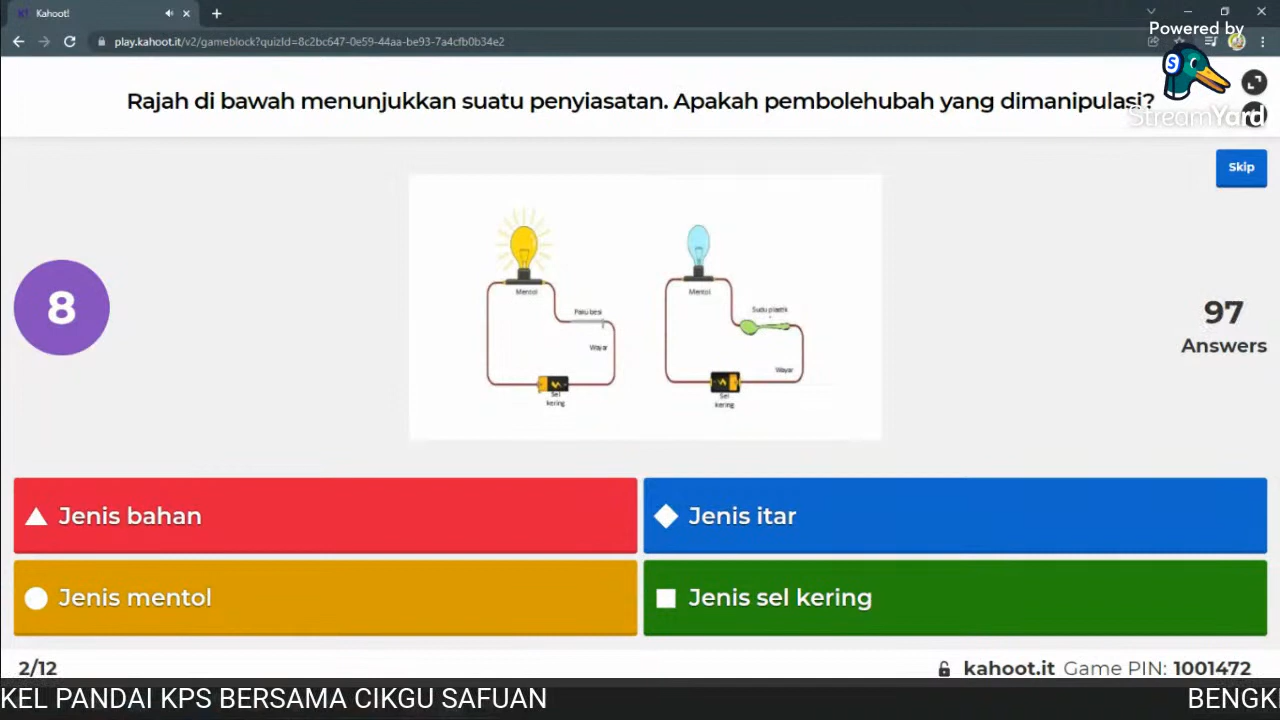 Kahoot!
play.kahoot.it/v2/gameblock?quizId=8c2bc647-0e59-44aa-be93-7a4cfb0b34e2
Powered by
StreamYard
Rajah di bawah menunjukkan suatu penyiasatan. Apakah pembolehubah yang dimanipulasi?
Skip
8
97
Answers
Mentol
Paku besi
Wayar
Sel
kering
Mentol
Sudu plastik
Wayar
Sel
kering
Jenis bahan
Jenis itar
Jenis mentol
Jenis sel kering
2/12
kahoot.it Game PIN: 1001472
KEL PANDAI KPS BERSAMA CIKGU SAFUAN
BENGK